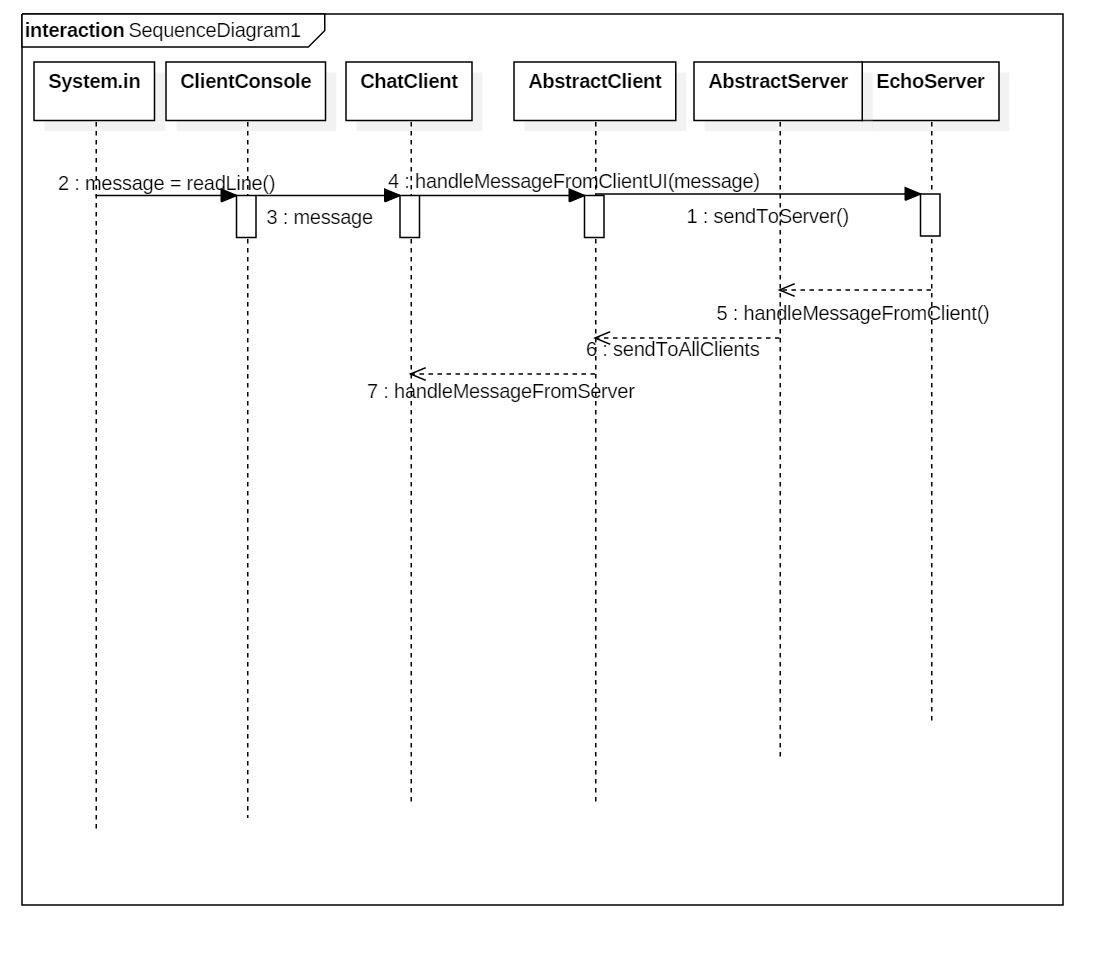 interaction SequenceDiagram1
System.in
ClientConsole
ChatClient
AbstractClient
AbstractServer
EchoServer
2 : message = readLine()
4 : handleMessageFromClientUI(message)
3 : message
1 : sendToServer()
5 : handleMessageFromClient()
6 : sendToAllClients
7 : handleMessageFromServer